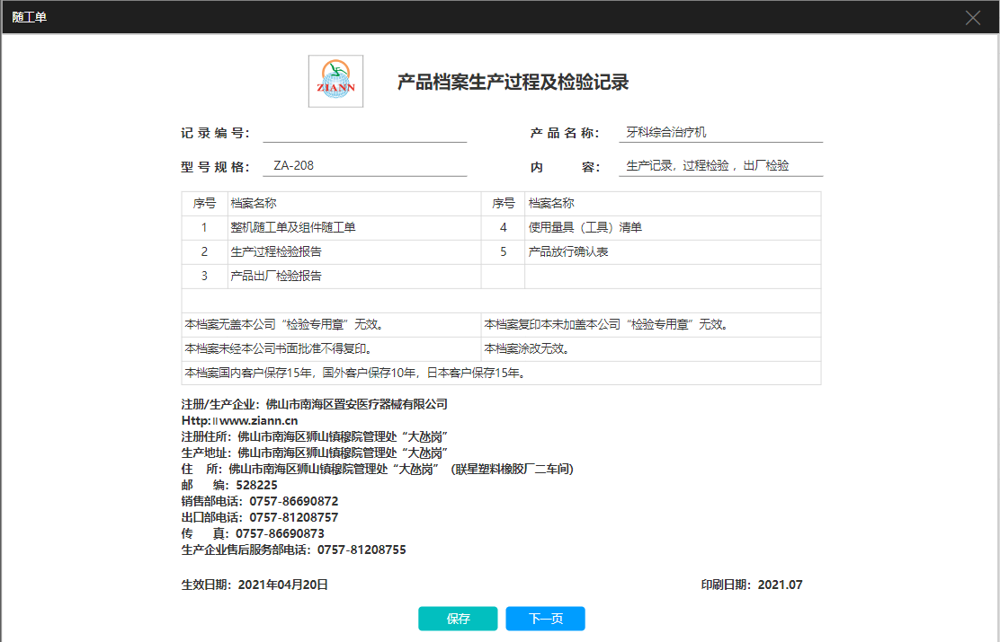 随工单
ZIANN
产品档案生产过程及检验记录
记 录 编 号：
产 品 名 称： 牙科综合治疗机
型 号 规 格： ZA-208
内 容： 生产记录，过程检验 ，出厂检验
序号 档案名称 序号 档案名称
1 整机随工单及组件随工单 4 使用量具（工具）清单
2 生产过程检验报告 5 产品放行确认表
3 产品出厂检验报告
本档案无盖本公司“检验专用章”无效。 本档案复印本未加盖本公司“检验专用章”无效。
本档案未经本公司书面批准不得复印。 本档案涂改无效。
本档案国内客户保存15年，国外客户保存10年，日本客户保存15年。
注册/生产企业：佛山市南海区置安医疗器械有限公司
Http:∥www.ziann.cn
注册住所：佛山市南海区狮山镇穆院管理处“大氹岗”
生产地址：佛山市南海区狮山镇穆院管理处“大氹岗”
住 所：佛山市南海区狮山镇穆院管理处“大氹岗”（联星塑料橡胶厂二车间）
邮 编：528225
销售部电话：0757-86690872
出口部电话：0757-81208757
传 真：0757-86690873
生产企业售后服务部电话：0757-81208755
生效日期：2021年04月20日 印刷日期：2021.07
保存 下一页